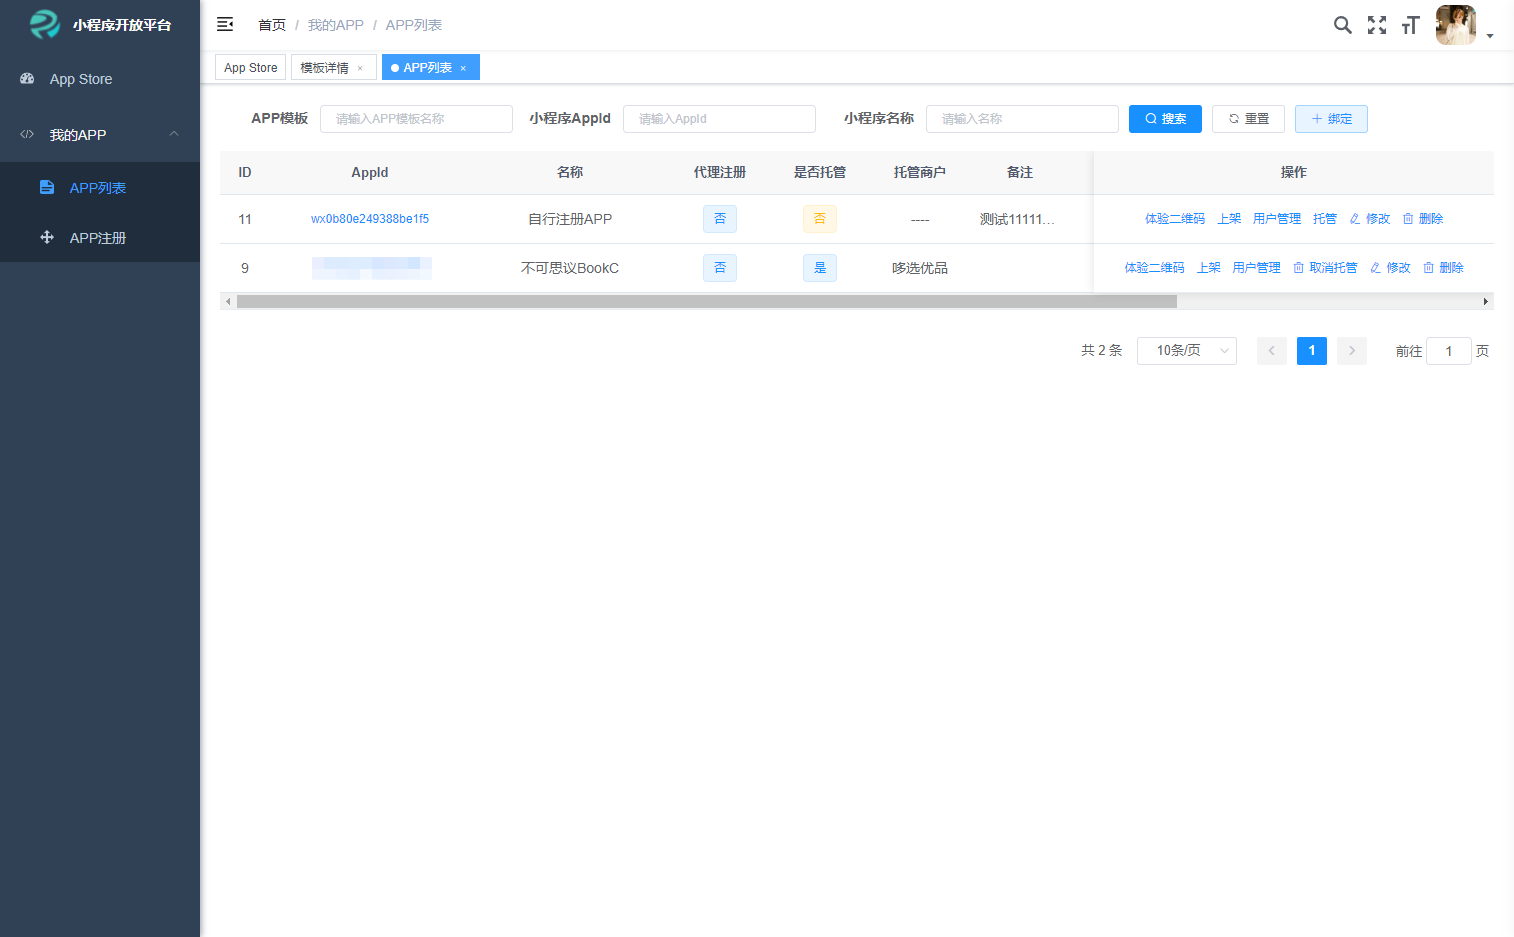 小程序开放平台
首页 / 我的APP / APP列表
App Store
模板详情 ×
APP列表 ×
App Store
我的APP
APP列表
APP注册
APP模板 请输入APP模板名称 小程序AppId 请输入AppId 小程序名称 请输入名称 搜索 重置 绑定
ID AppId 名称 代理注册 是否托管 托管商户 备注 操作
11 wx0b80e249388be1f5 自行注册APP 否 否 ---- 测试11111... 体验二维码 上架 用户管理 托管 修改 删除
9 不可思议BookC 否 是 哆选优品 体验二维码 上架 用户管理 取消托管 修改 删除
共 2 条 10条/页 1 前往 1 页